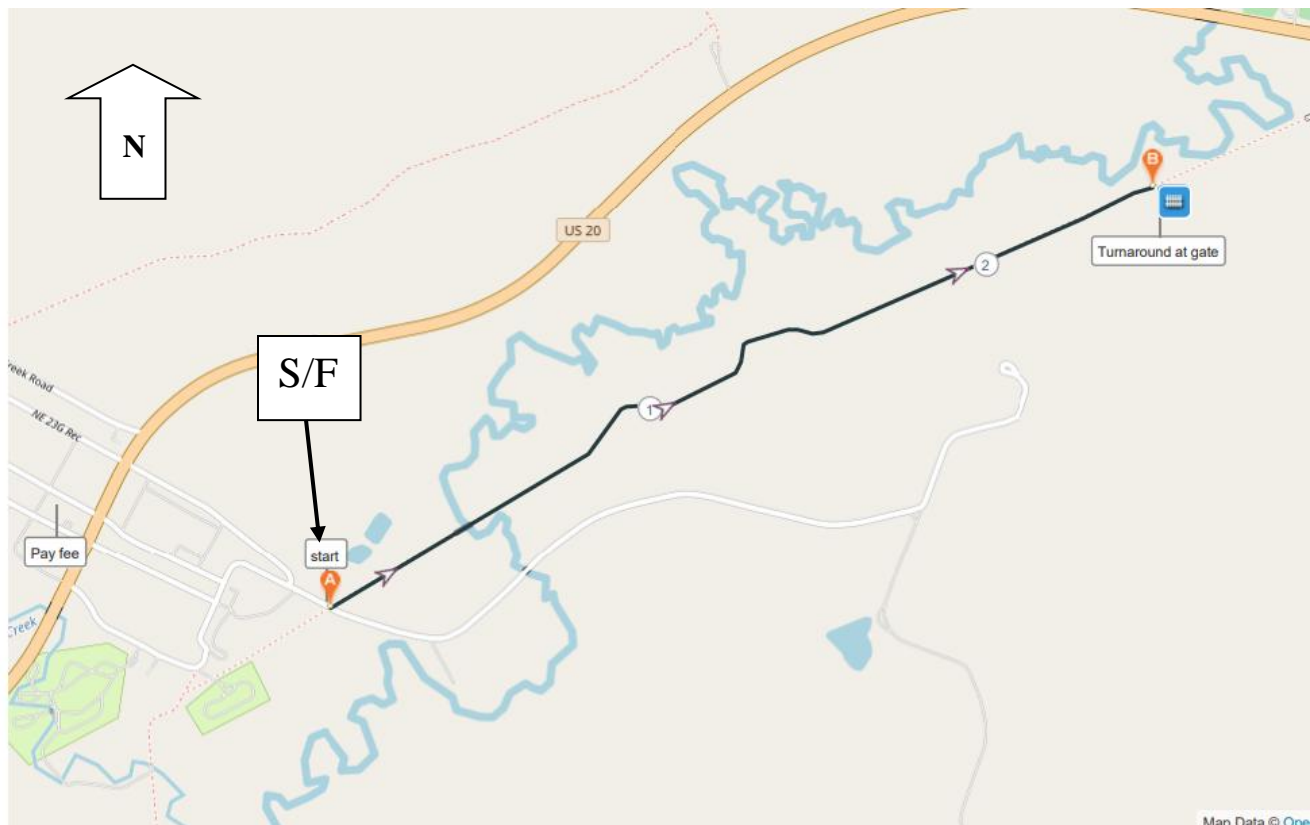 N
US 20
B
2
Turnaround at gate
S/F
reek Road
NE 23G Rec
1
Pay fee
start
A
Creek
Map Data © Ope